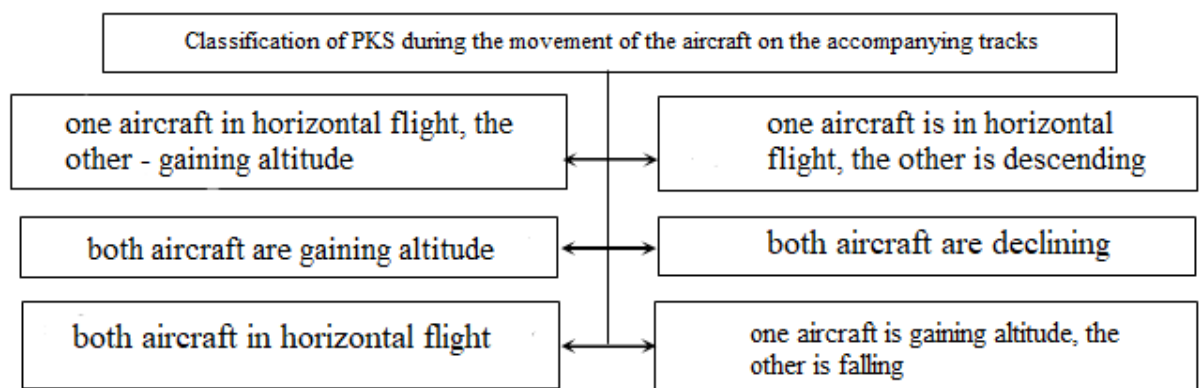 Classification of PKS during the movement of the aircraft on the accompanying tracks
one aircraft in horizontal flight, the
other - gaining altitude
one aircraft is in horizontal
flight, the other is descending
both aircraft are gaining altitude
both aircraft are declining
both aircraft in horizontal flight
one aircraft is gaining altitude, the
other is falling